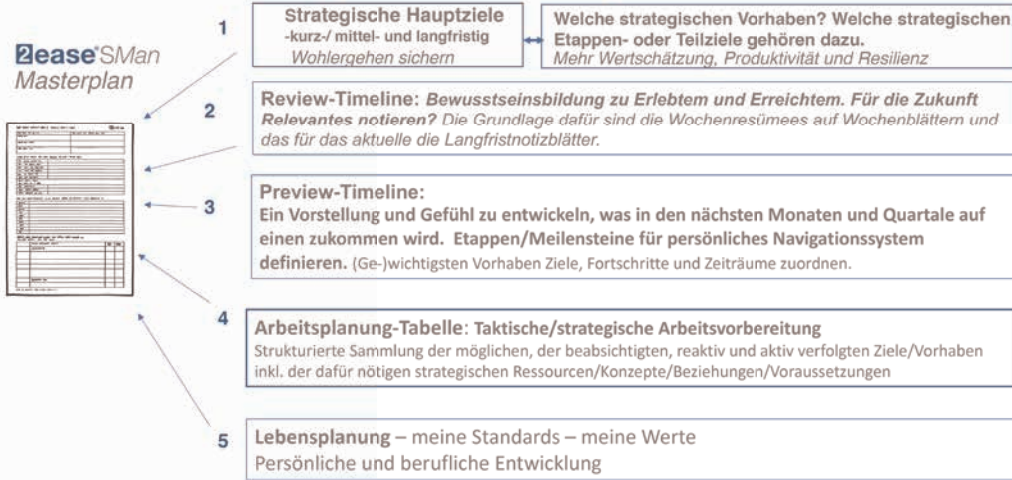 2ease® SMan
Masterplan
1
Strategische Hauptziele
-kurz-/ mittel- und langfristig
Wohlergehen sichern
Welche strategischen Vorhaben? Welche strategischen
Etappen- oder Teilziele gehören dazu.
Mehr Wertschätzung, Produktivität und Resilienz
2
Review-Timeline: Bewusstseinsbildung zu Erlebtem und Erreichtem. Für die Zukunft
Relevantes notieren? Die Grundlage dafür sind die Wochenresümees auf Wochenblättern und
das für das aktuelle die Langfristnotizblätter.
3
Preview-Timeline:
Ein Vorstellung und Gefühl zu entwickeln, was in den nächsten Monaten und Quartale auf
einen zukommen wird. Etappen/Meilensteine für persönliches Navigationssystem
definieren. (Ge-)wichtigsten Vorhaben Ziele, Fortschritte und Zeiträume zuordnen.
4
Arbeitsplanung-Tabelle: Taktische/strategische Arbeitsvorbereitung
Strukturierte Sammlung der möglichen, der beabsichtigten, reaktiv und aktiv verfolgten Ziele/Vorhaben
inkl. der dafür nötigen strategischen Ressourcen/Konzepte/Beziehungen/Voraussetzungen
5
Lebensplanung – meine Standards – meine Werte
Persönliche und berufliche Entwicklung